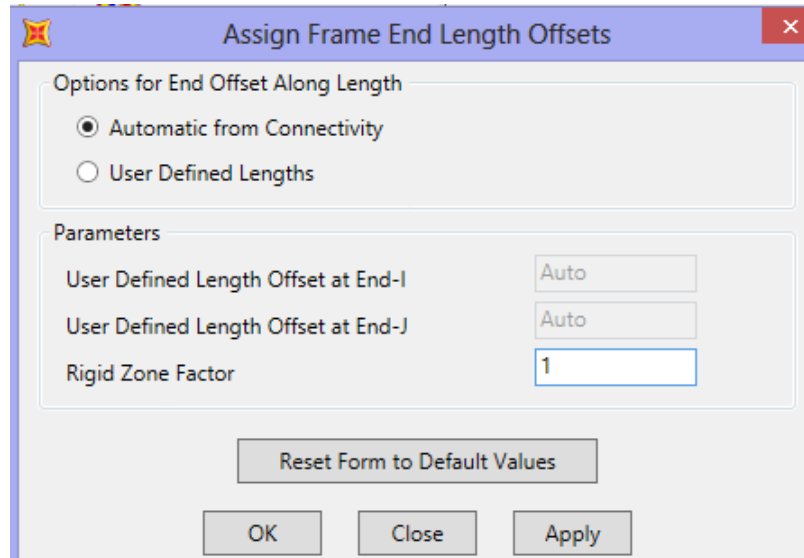 Assign Frame End Length Offsets
Options for End Offset Along Length
Automatic from Connectivity
User Defined Lengths
Parameters
User Defined Length Offset at End-I Auto
User Defined Length Offset at End-J Auto
Rigid Zone Factor 1
Reset Form to Default Values
OK Close Apply